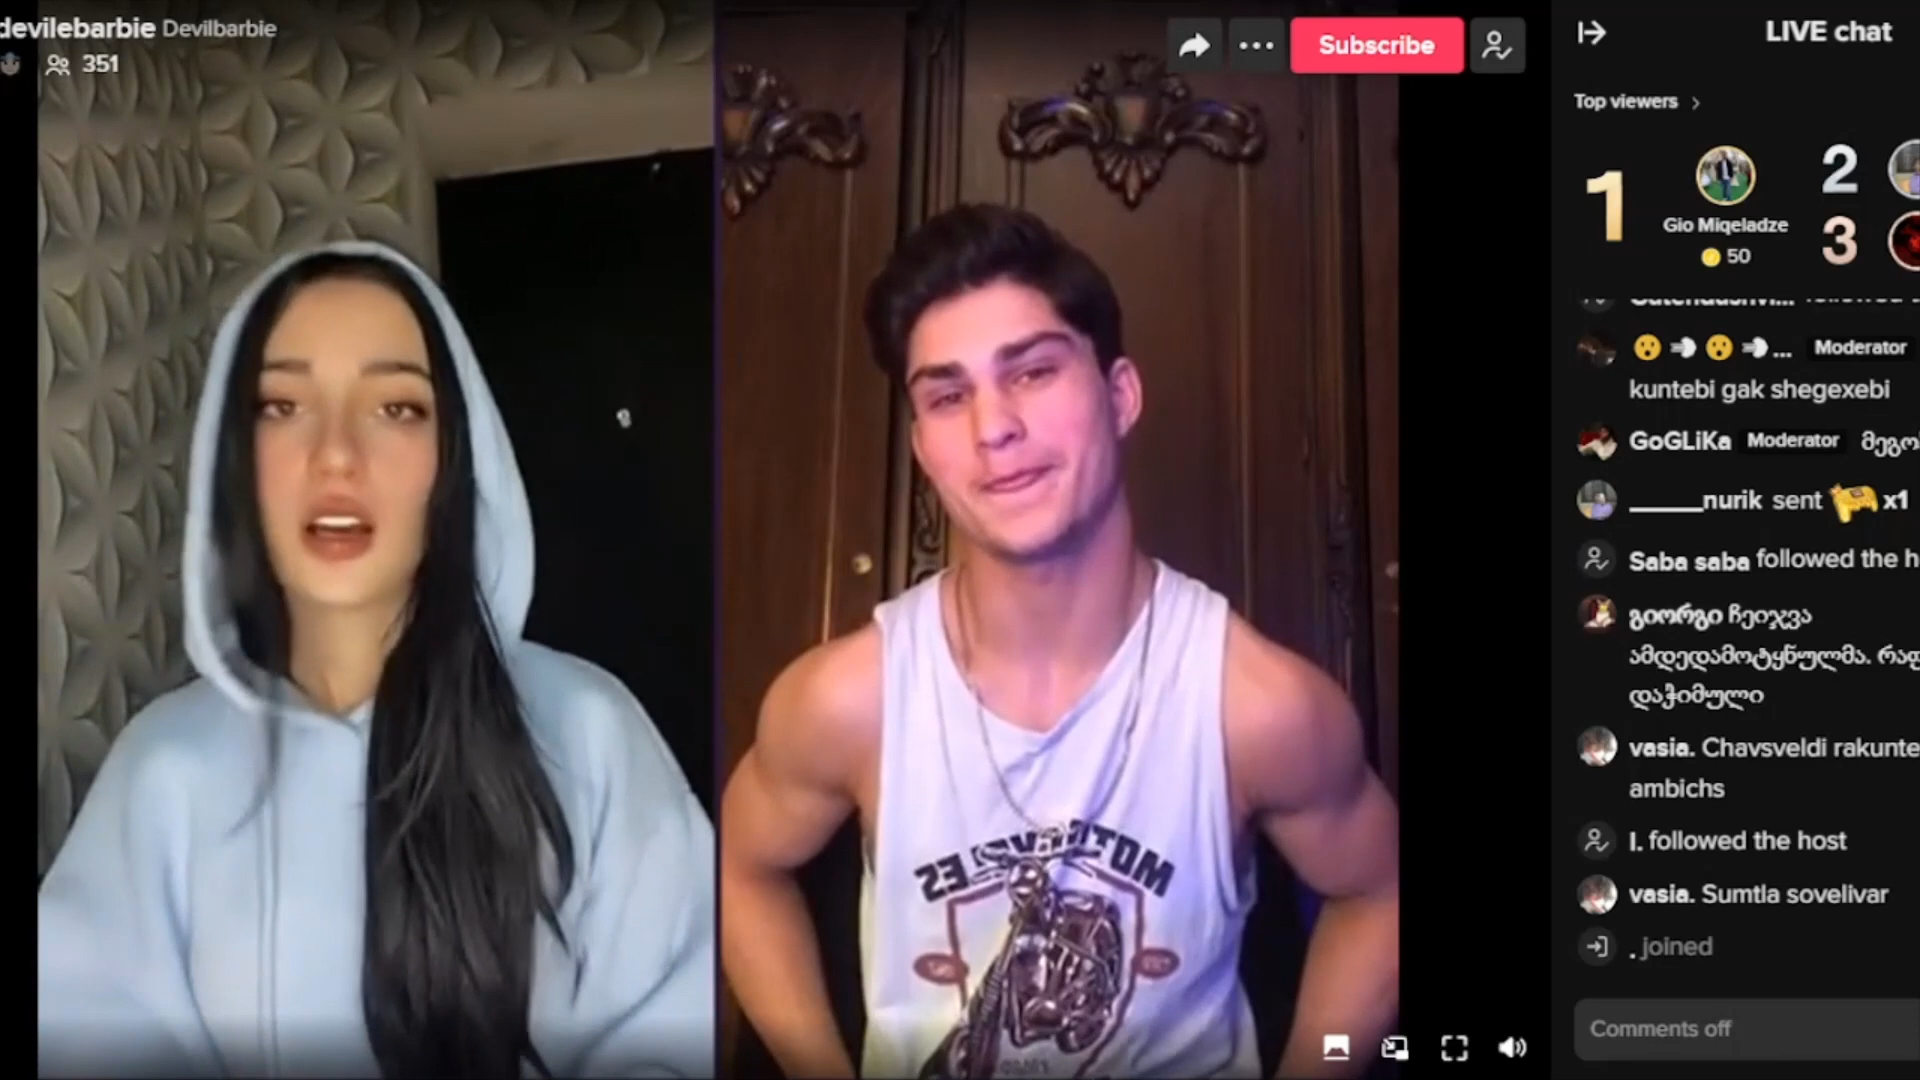 devilebarbie Devilbarbie
351
Subscribe
LIVE chat
Top viewers
1
Gio Miqeladze
50
2
3
Moderator
kuntebi gak shegexebi
GoGLiKa Moderator
_____nurik sent x1
Saba saba followed the
გიორგი ჩეიჯვა
ამდედამოტყნულმა.
დაჭიმული
vasia. Chavsveldi
ambichs
I. followed the host
vasia. Sumtla sovelivar
. joined
Comments off